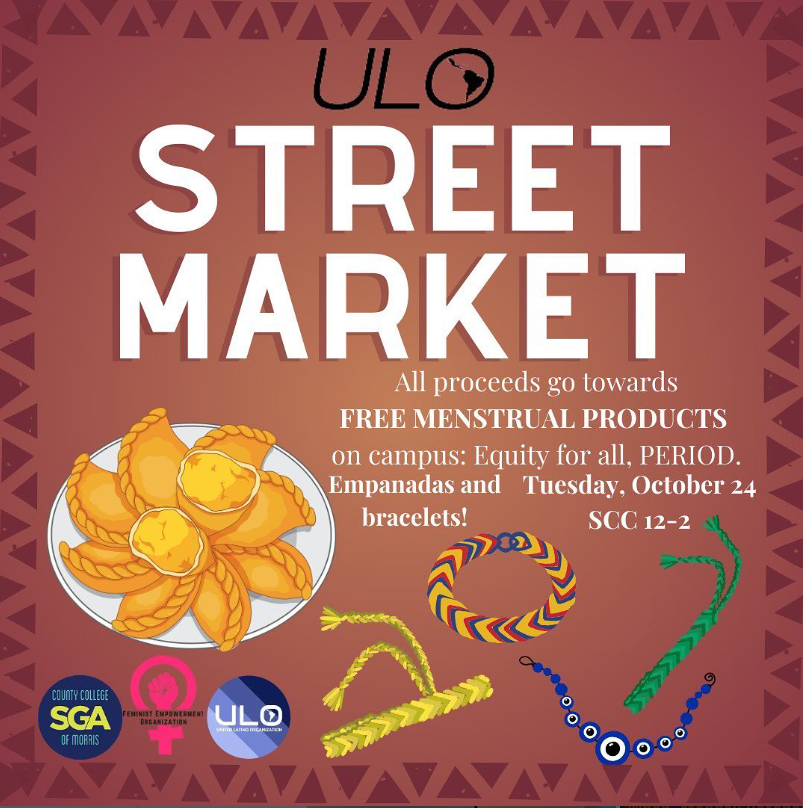 ULO
STREET
MARKET
All proceeds go towards
FREE MENSTRUAL PRODUCTS
on campus: Equity for all, PERIOD.
Empanadas and
bracelets!
Tuesday, October 24
SCC 12-2
COUNTY COLLEGE
SGA
OF MORRIS
FEMINIST EMPOWERMENT
ORGANIZATION
ULO
UNITED LATINO ORGANIZATION